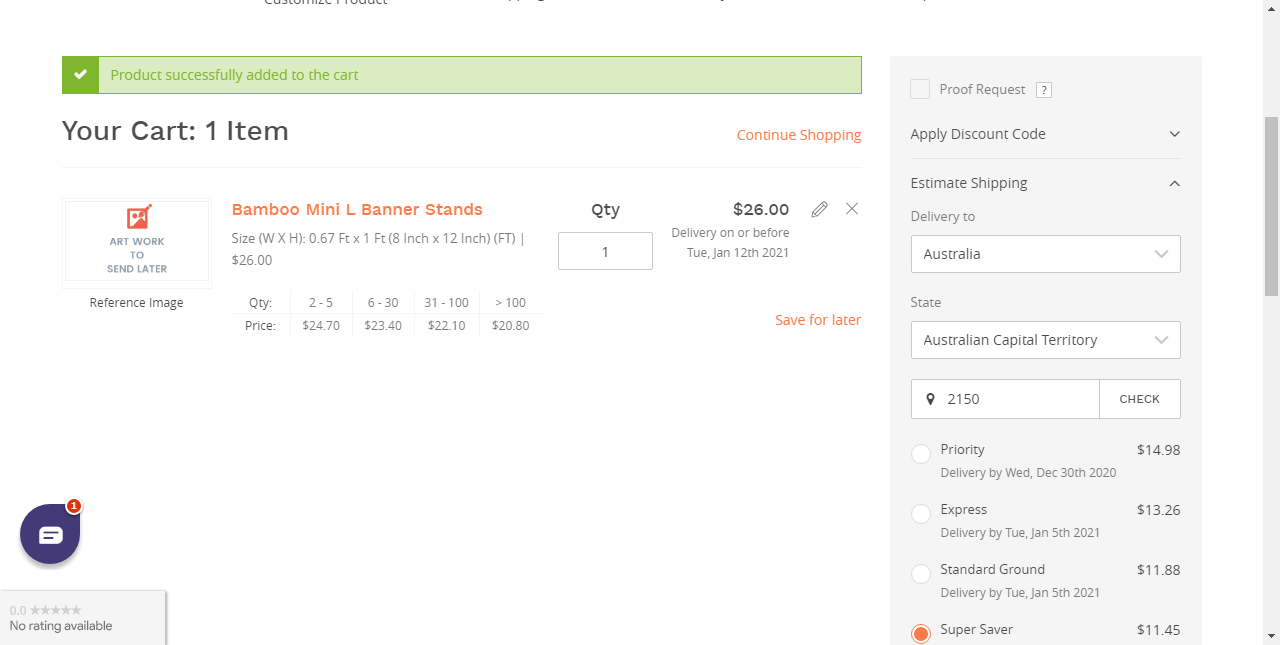 Customize Product
Product successfully added to the cart
Your Cart: 1 Item
Continue Shopping
ART WORK
TO
SEND LATER
Reference Image
Bamboo Mini L Banner Stands
Size (W X H): 0.67 Ft x 1 Ft (8 Inch x 12 Inch) (FT) |
$26.00
Qty
1
$26.00
Delivery on or before
Tue, Jan 12th 2021
Qty: 2 - 5 6 - 30 31 - 100 > 100
Price: $24.70 $23.40 $22.10 $20.80
Save for later
Proof Request ?
Apply Discount Code
Estimate Shipping
Delivery to
Australia
State
Australian Capital Territory
2150 CHECK
Priority $14.98
Delivery by Wed, Dec 30th 2020
Express $13.26
Delivery by Tue, Jan 5th 2021
Standard Ground $11.88
Delivery by Tue, Jan 5th 2021
Super Saver $11.45
1
0.0
No rating available